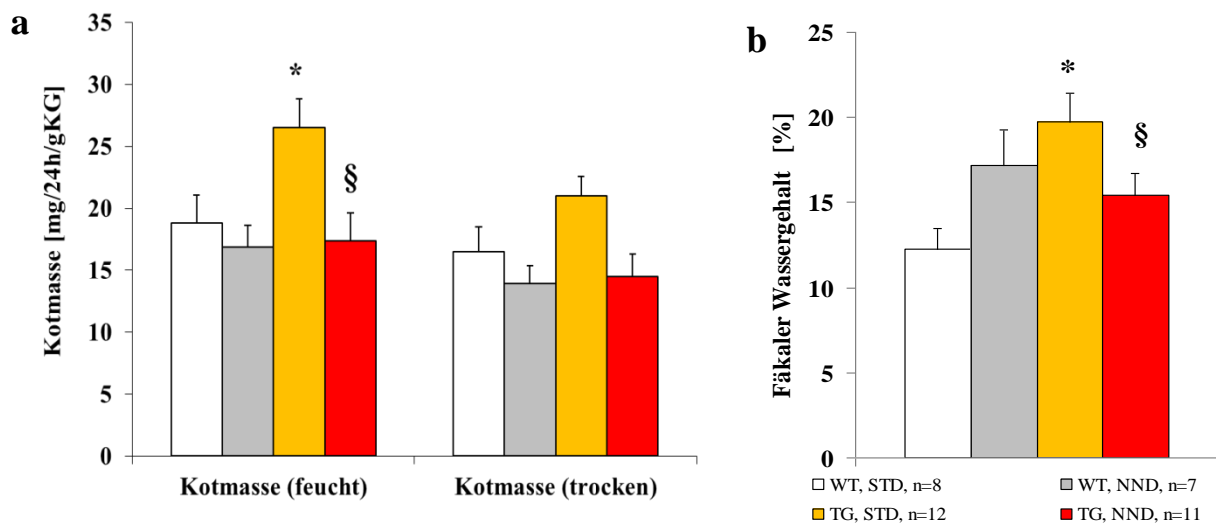 a
Kotmasse [mg/24h/gKG]
35
30
25
20
15
10
5
0
*
§
Kotmasse (feucht)
Kotmasse (trocken)
b
Fäkaler Wassergehalt [%]
25
20
15
10
5
0
*
§
WT, STD, n=8
WT, NND, n=7
TG, STD, n=12
TG, NND, n=11